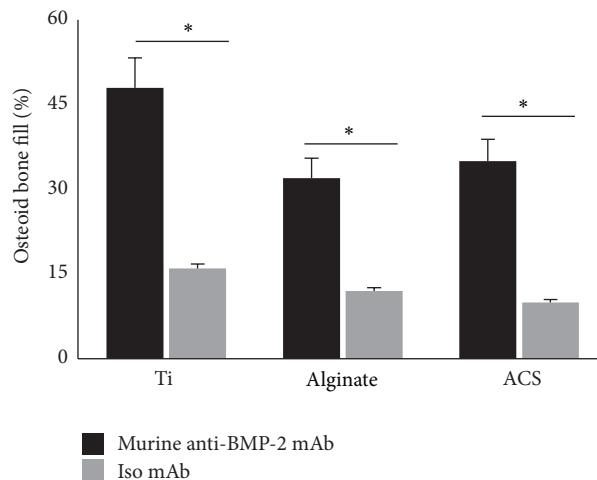 Osteoid bone fill (%)
60
45
30
15
0
*
*
*
Ti Alginate ACS
Murine anti-BMP-2 mAb
Iso mAb